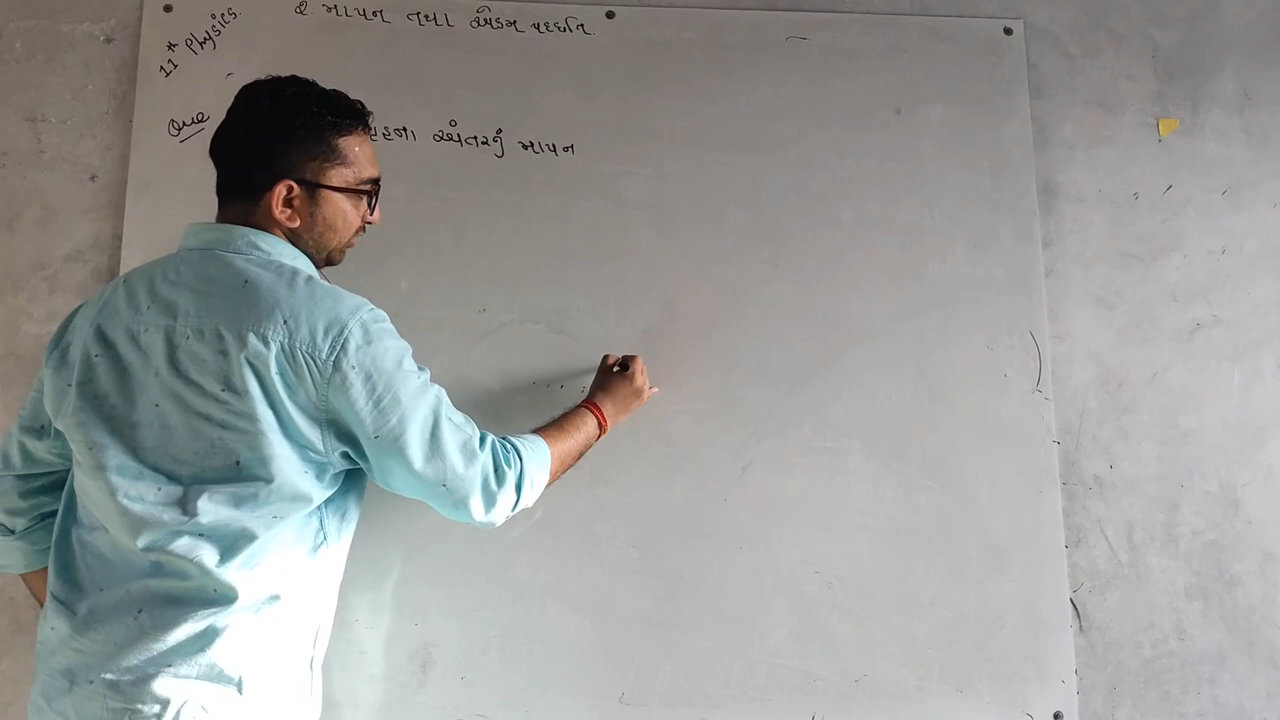 11th Physics.
૨. માપન તથા એકમ પદ્ધતિ.
Que
અંતરનું માપન